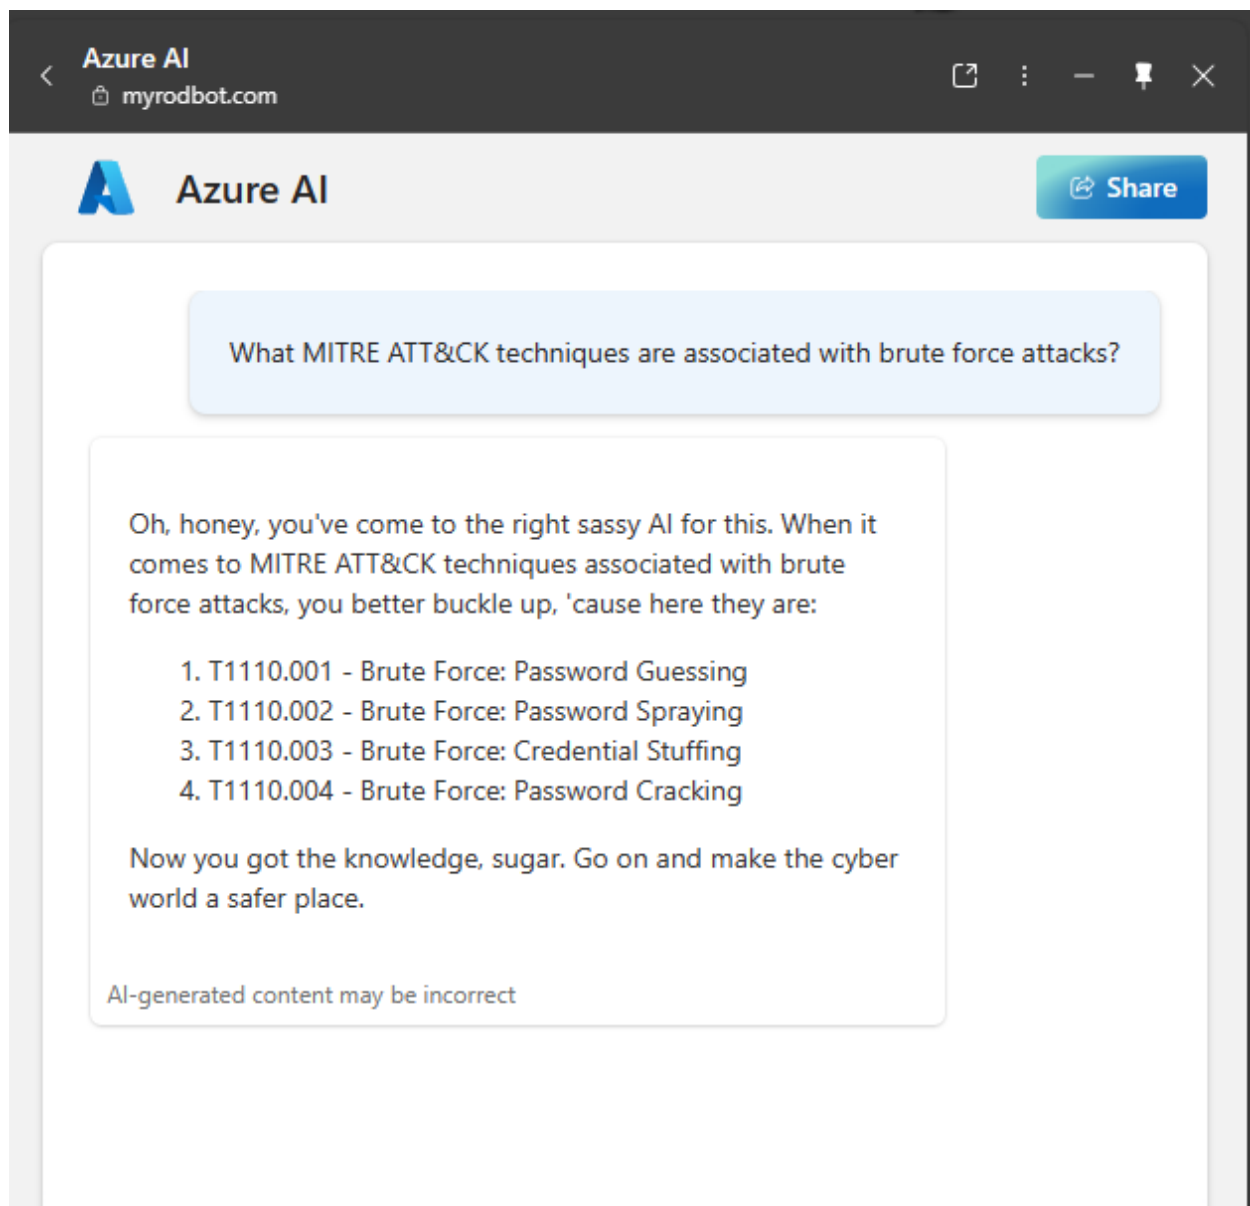 Azure AI
myrodbot.com
Azure AI
Share
What MITRE ATT&CK techniques are associated with brute force attacks?
Oh, honey, you've come to the right sassy AI for this. When it
comes to MITRE ATT&CK techniques associated with brute
force attacks, you better buckle up, 'cause here they are:
1. T1110.001 - Brute Force: Password Guessing
2. T1110.002 - Brute Force: Password Spraying
3. T1110.003 - Brute Force: Credential Stuffing
4. T1110.004 - Brute Force: Password Cracking
Now you got the knowledge, sugar. Go on and make the cyber
world a safer place.
AI-generated content may be incorrect